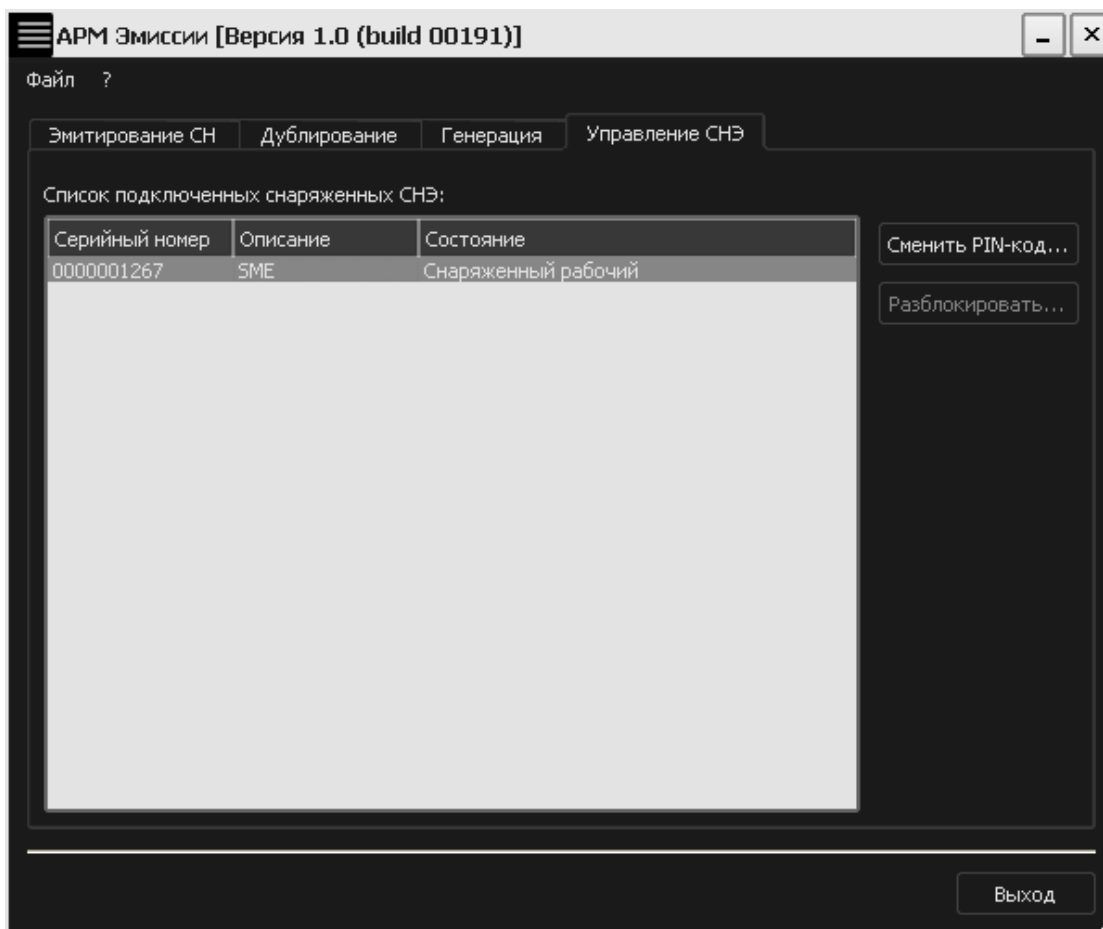 АРМ Эмиссии [Версия 1.0 (build 00191)]
Файл ?
Эмитирование СН Дублирование Генерация Управление СНЭ
Список подключенных снаряженных СНЭ:
Серийный номер Описание Состояние
0000001267 SME Снаряженный рабочий
Сменить PIN-код...
Разблокировать...
Выход